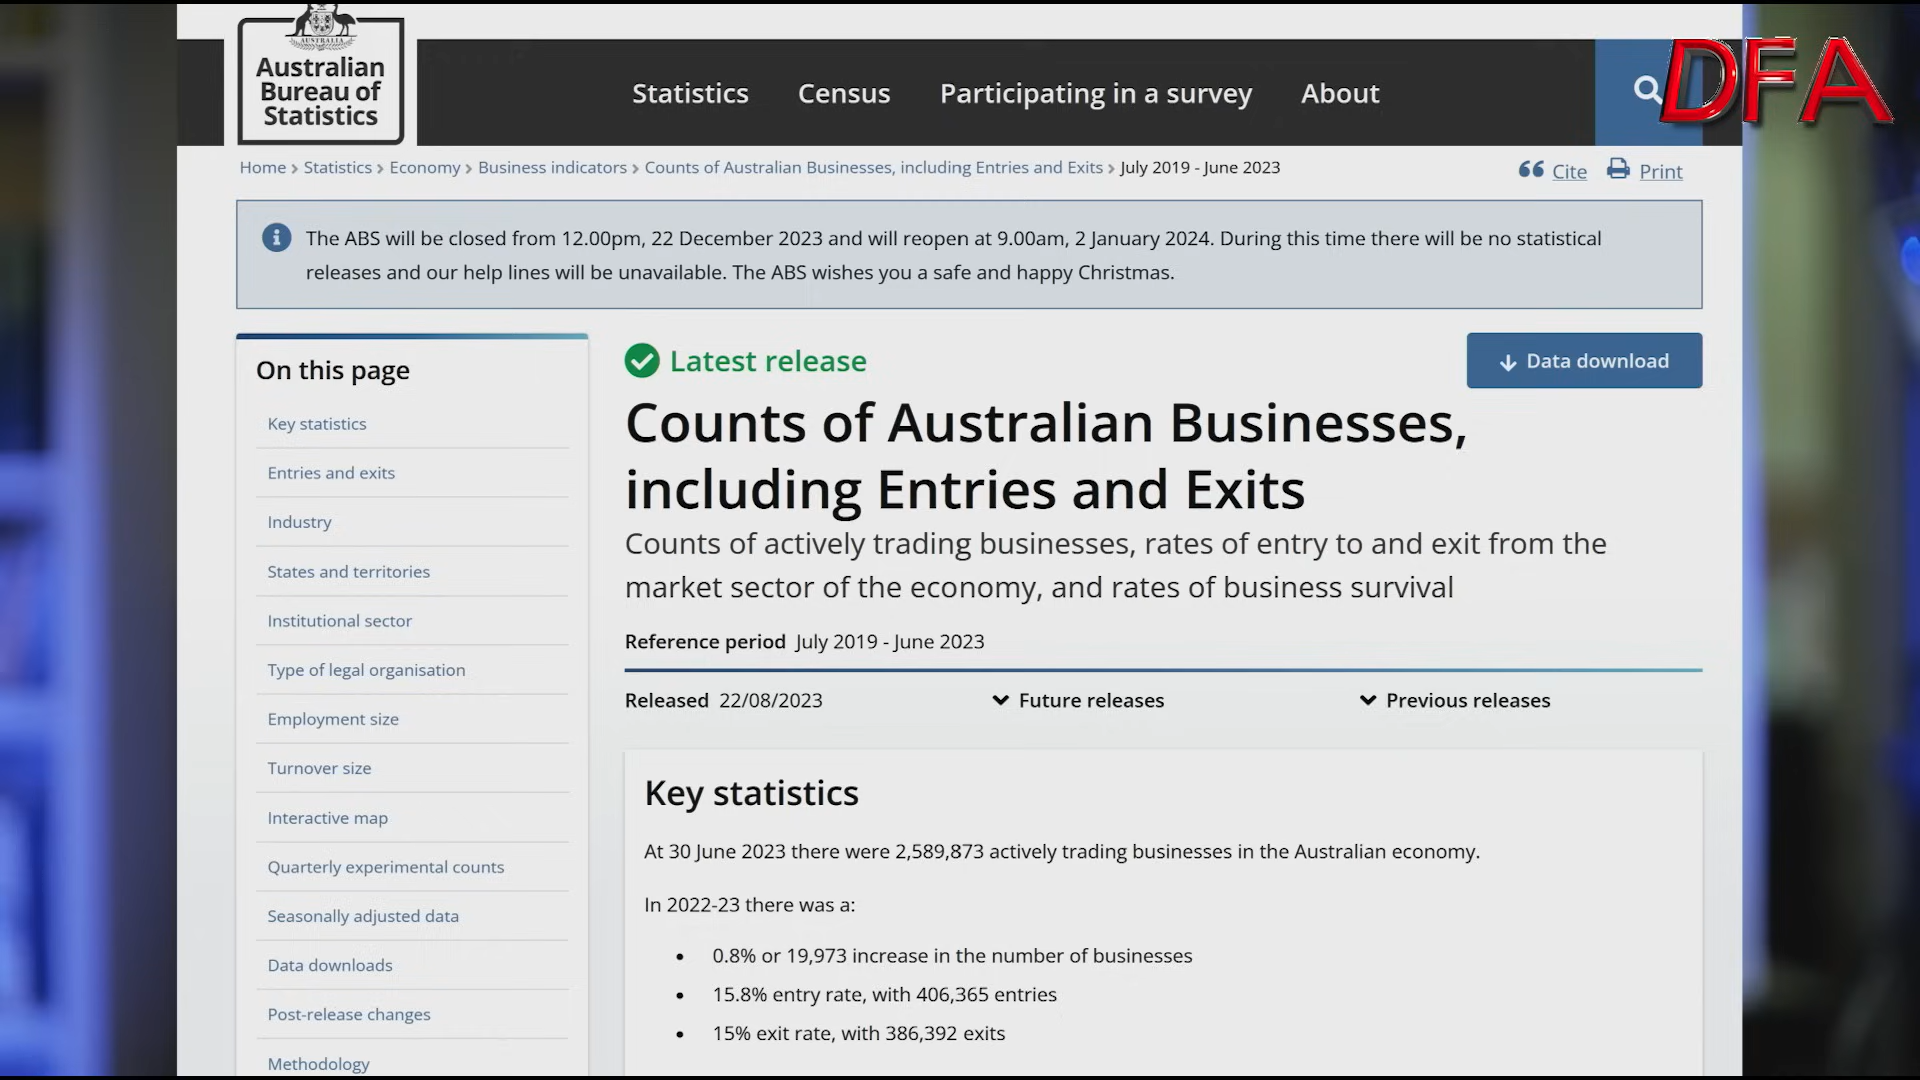 AUSTRALIA
Australian
Bureau of
Statistics
Statistics
Census
Participating in a survey
About
DFA
Home > Statistics > Economy > Business indicators > Counts of Australian Businesses, including Entries and Exits > July 2019 - June 2023
Cite
Print
The ABS will be closed from 12.00pm, 22 December 2023 and will reopen at 9.00am, 2 January 2024. During this time there will be no statistical
releases and our help lines will be unavailable. The ABS wishes you a safe and happy Christmas.
On this page
Key statistics
Entries and exits
Industry
States and territories
Institutional sector
Type of legal organisation
Employment size
Turnover size
Interactive map
Quarterly experimental counts
Seasonally adjusted data
Data downloads
Post-release changes
Methodology
Latest release
Data download
Counts of Australian Businesses,
including Entries and Exits
Counts of actively trading businesses, rates of entry to and exit from the
market sector of the economy, and rates of business survival
Reference period July 2019 - June 2023
Released 22/08/2023
Future releases
Previous releases
Key statistics
At 30 June 2023 there were 2,589,873 actively trading businesses in the Australian economy.
In 2022-23 there was a:
• 0.8% or 19,973 increase in the number of businesses
• 15.8% entry rate, with 406,365 entries
• 15% exit rate, with 386,392 exits